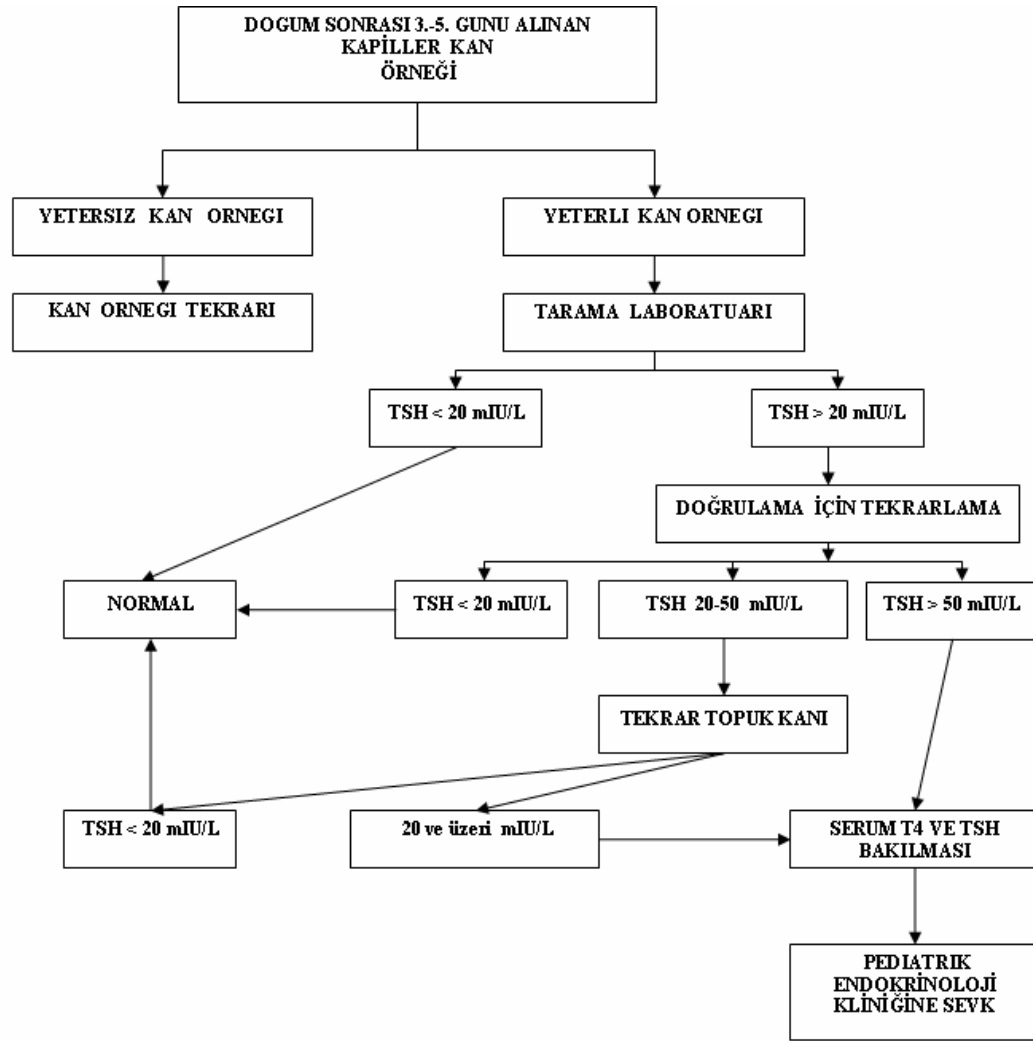 DOGUM SONRASI 3.-5. GUNU ALINAN
KAPİLLER KAN
ÖRNEĞİ
YETERSIZ KAN ORNEGI
YETERLI KAN ORNEGI
KAN ORNEGI TEKRARI
TARAMA LABORATUARI
TSH < 20 mIU/L
TSH > 20 mIU/L
DOĞRULAMA İÇİN TEKRARLAMA
NORMAL
TSH < 20 mIU/L
TSH 20-50 mIU/L
TSH > 50 mIU/L
TEKRAR TOPUK KANI
TSH < 20 mIU/L
20 ve üzeri mIU/L
SERUM T4 VE TSH
BAKILMASI
PEDIATRIK
ENDOKRİNOLOJİ
KLİNİĞİNE SEVK